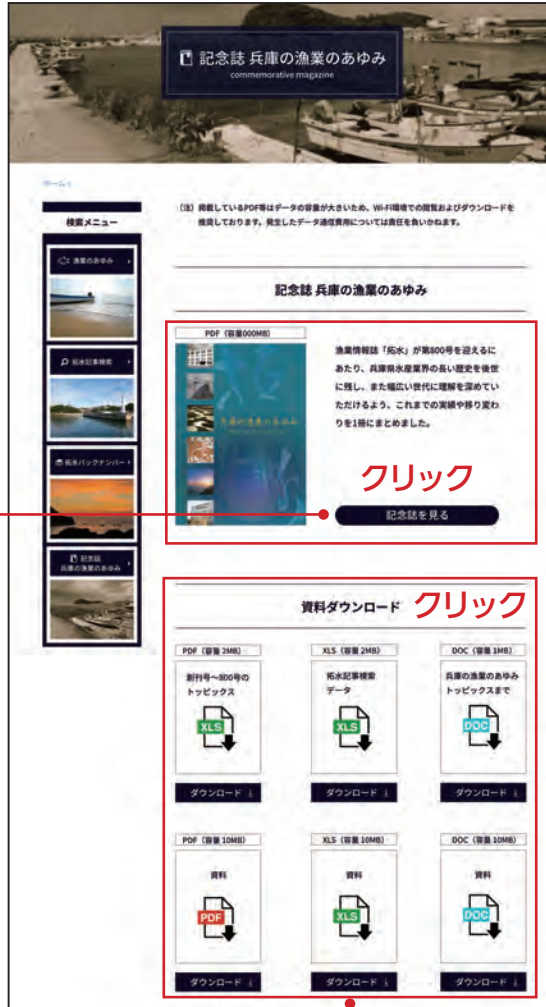 記念誌 兵庫の漁業のあゆみ
commemorative magazine
ホーム >
検索メニュー
漁業のあゆみ
拓水記事検索
拓水バックナンバー
記念誌
兵庫の漁業のあゆみ
(注) 掲載しているPDF等はデータの容量が大きいため、Wi-Fi環境での閲覧およびダウンロードを
推奨しております。発生したデータ通信費用については責任を負いかねます。
記念誌 兵庫の漁業のあゆみ
PDF (容量000MB)
兵庫の漁業のあゆみ
漁業情報誌「拓水」が第800号を迎えるに
あたり、兵庫県水産業界の長い歴史を後世
に残し、また幅広い世代に理解を深めてい
ただけるよう、これまでの実績や移り変わ
りを1冊にまとめました。
クリック
記念誌を見る
資料ダウンロード
クリック
PDF (容量 2MB)
創刊号～800号の
トッピックス
XLS
ダウンロード
XLS (容量 2MB)
拓水記事検索
データ
XLS
ダウンロード
DOC (容量 1MB)
兵庫の漁業のあゆみ
トッピックスまで
DOC
ダウンロード
PDF (容量 10MB)
資料
PDF
ダウンロード
XLS (容量 10MB)
資料
XLS
ダウンロード
DOC (容量 10MB)
資料
DOC
ダウンロード